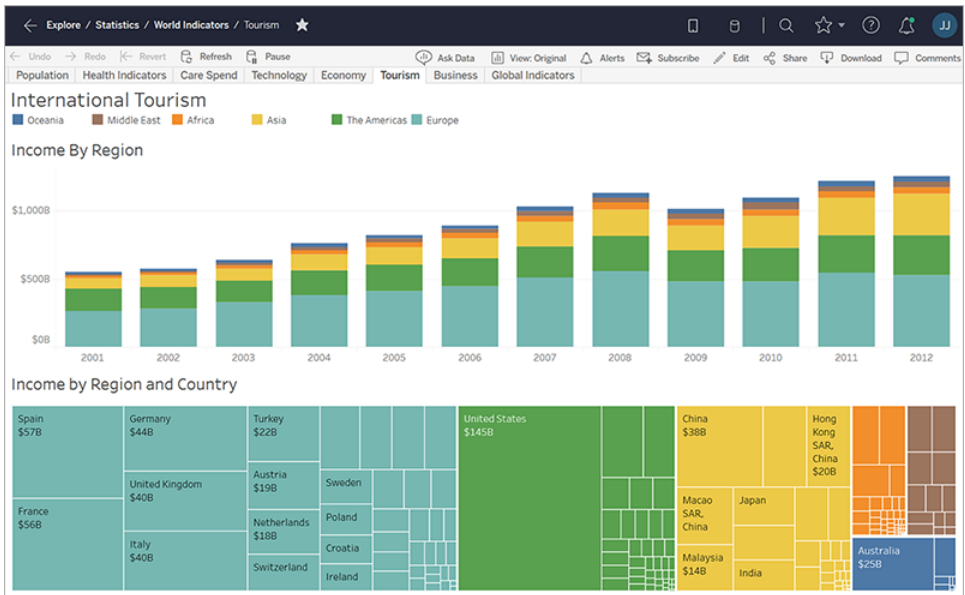 Explore / Statistics / World Indicators / Tourism
JJ
Undo Redo Revert Refresh Pause Ask Data View: Original Alerts Subscribe Edit Share Download Comments
Population Health Indicators Care Spend Technology Economy Tourism Business Global Indicators
International Tourism
Oceania Middle East Africa Asia The Americas Europe
Income By Region
$1,000B
$500B
$0B
2001 2002 2003 2004 2005 2006 2007 2008 2009 2010 2011 2012
Income by Region and Country
Spain
$57B
France
$56B
Germany
$44B
United Kingdom
$40B
Italy
$40B
Turkey
$22B
Austria
$19B
Netherlands
$18B
Switzerland
Sweden
Poland
Croatia
Ireland
United States
$145B
China
$38B
Hong
Kong
SAR,
China
$20B
Macao
SAR,
China
Malaysia
$14B
Japan
India
Australia
$25B